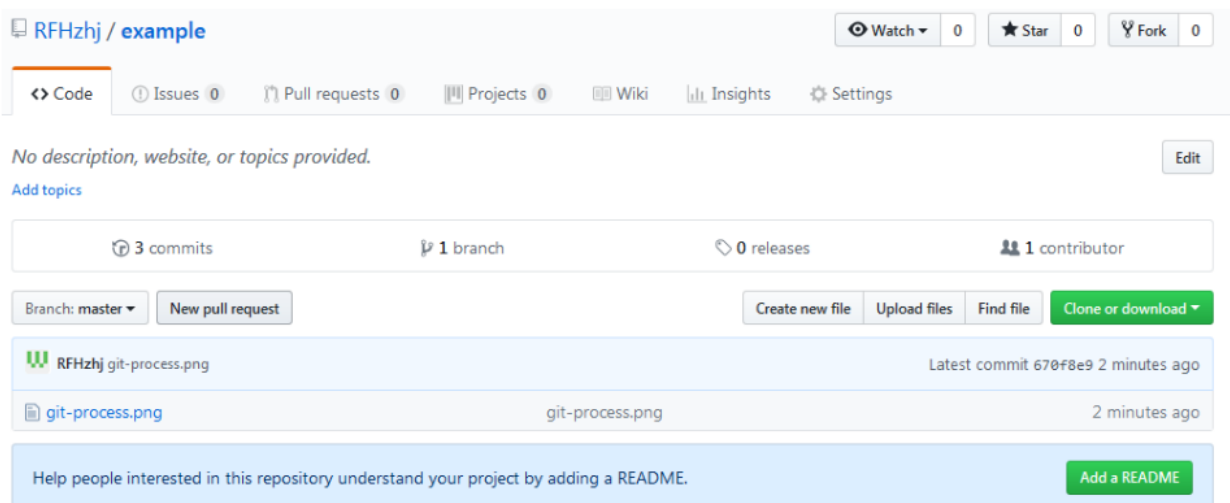 RFHzhj / example Watch 0 Star 0 Fork 0
Code Issues 0 Pull requests 0 Projects 0 Wiki Insights Settings
No description, website, or topics provided. Edit
Add topics
3 commits 1 branch 0 releases 1 contributor
Branch: master New pull request Create new file Upload files Find file Clone or download
RFHzhj git-process.png Latest commit 670f8e9 2 minutes ago
git-process.png git-process.png 2 minutes ago
Help people interested in this repository understand your project by adding a README. Add a README